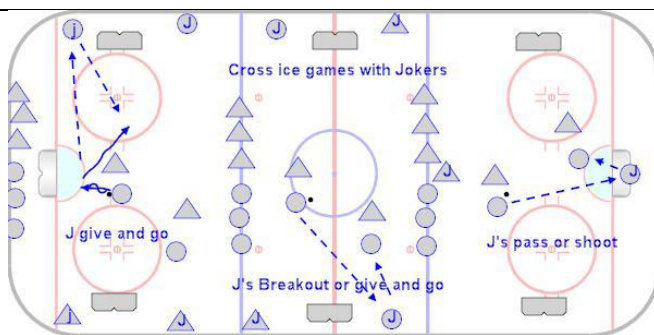 j
J
J
J
Cross ice games with Jokers
J
J
J give and go
J's pass or shoot
J's Breakout or give and go
j
J
J
J